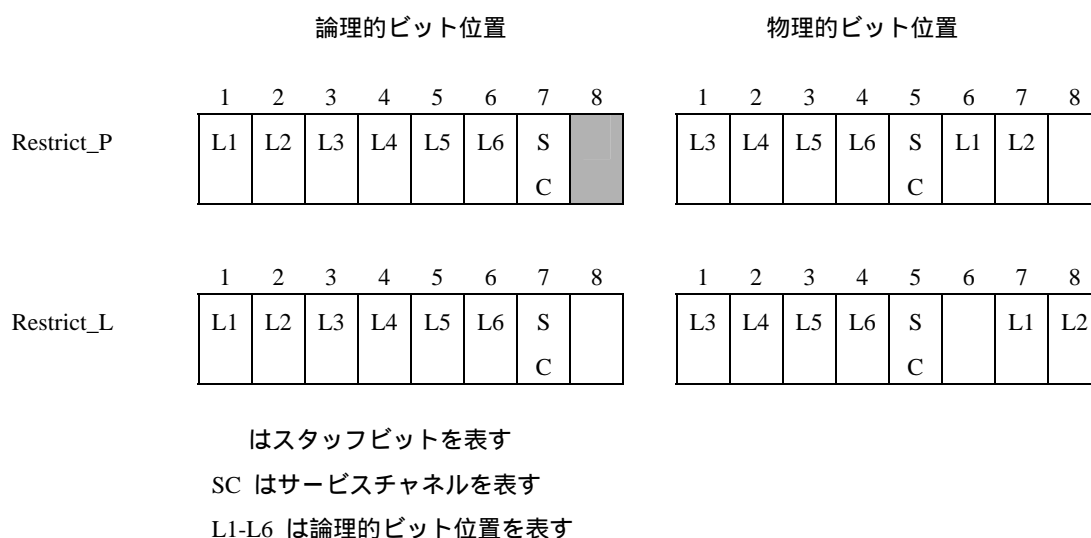 論理的ビット位置 物理的ビット位置
1 2 3 4 5 6 7 8 1 2 3 4 5 6 7 8
Restrict_P L1 L2 L3 L4 L5 L6 S L3 L4 L5 L6 S L1 L2
C C
1 2 3 4 5 6 7 8 1 2 3 4 5 6 7 8
Restrict_L L1 L2 L3 L4 L5 L6 S L3 L4 L5 L6 S L1 L2
C C
はスタッフビットを表す
SC はサービスチャネルを表す
L1-L6 は論理的ビット位置を表す